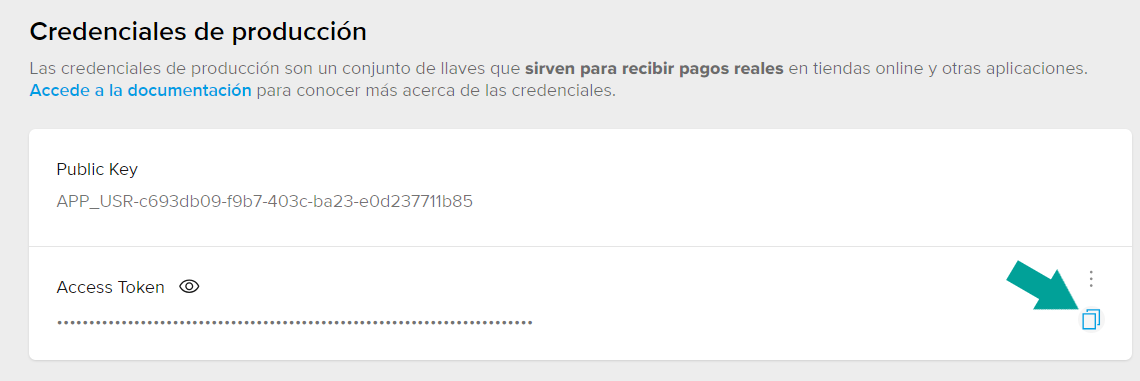 Credenciales de producción
Las credenciales de producción son un conjunto de llaves que sirven para recibir pagos reales en tiendas online y otras aplicaciones.
Accede a la documentación para conocer más acerca de las credenciales.
Public Key
APP_USR-c693db09-f9b7-403c-ba23-e0d237711b85
Access Token